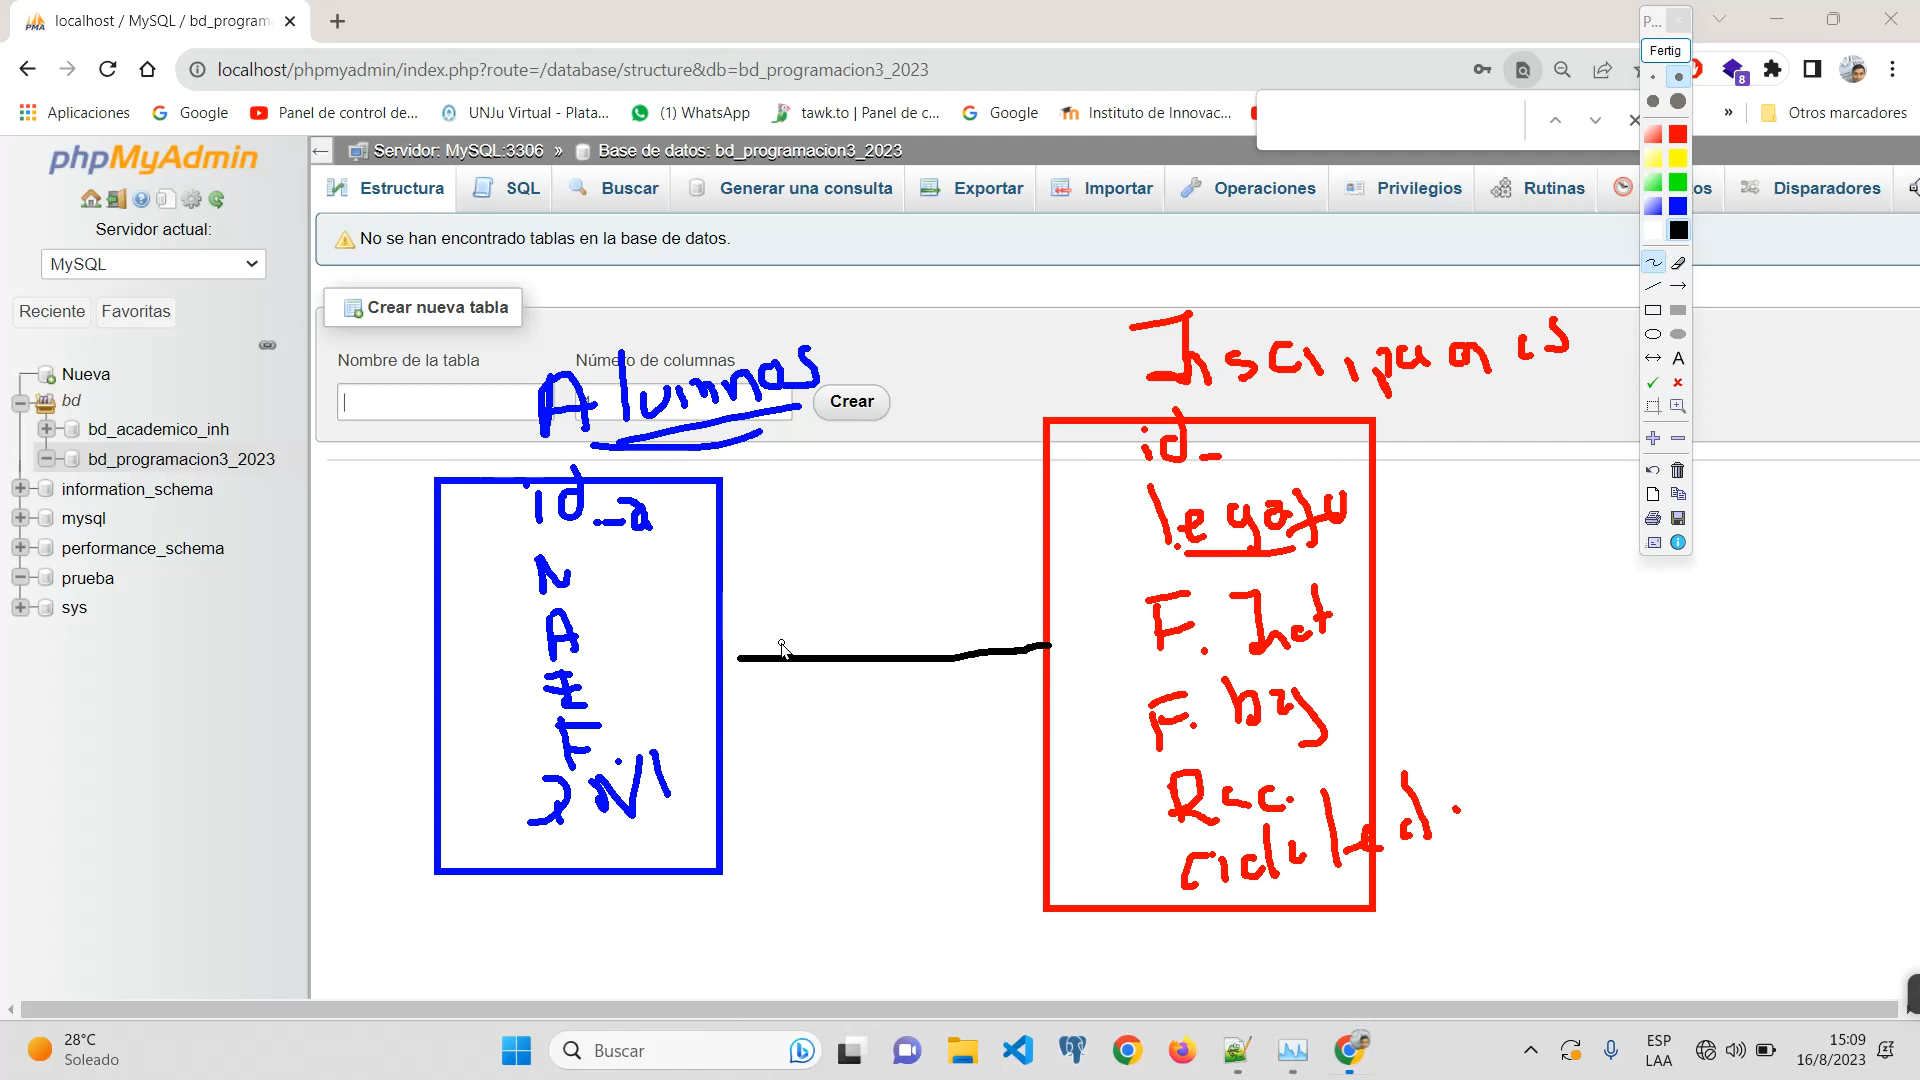 localhost / MySQL / bd_program
localhost/phpmyadmin/index.php?route=/database/structure&db=bd_programacion3_2023
P...
Fertig
8
Aplicaciones
Google
Panel de control de...
UNJu Virtual - Plata...
(1) WhatsApp
tawk.to | Panel de c...
Google
Instituto de Innovac...
»
Otros marcadores
phpMyAdmin
Servidor: MySQL:3306 » Base de datos: bd_programacion3_2023
Estructura
SQL
Buscar
Generar una consulta
Exportar
Importar
Operaciones
Privilegios
Rutinas
os
Disparadores
Servidor actual:
MySQL
Reciente
Favoritas
Nueva
bd
bd_academico_inh
bd_programacion3_2023
information_schema
mysql
performance_schema
prueba
sys
No se han encontrado tablas en la base de datos.
Crear nueva tabla
Nombre de la tabla
Número de columnas
Crear
Alumnos
id_a
N
A
Inscripciones
id_
legajo
28°C
Soleado
Buscar
ESP
LAA
15:09
16/8/2023